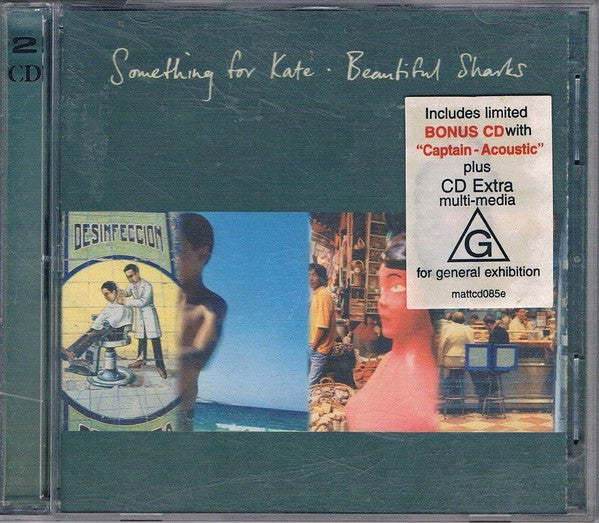 2
CD
Something for Kate · Beautiful Sharks
Includes limited
BONUS CD with
"Captain - Acoustic"
plus
CD Extra
multi-media
G
for general exhibition
mattcd085e
DESINFECCION